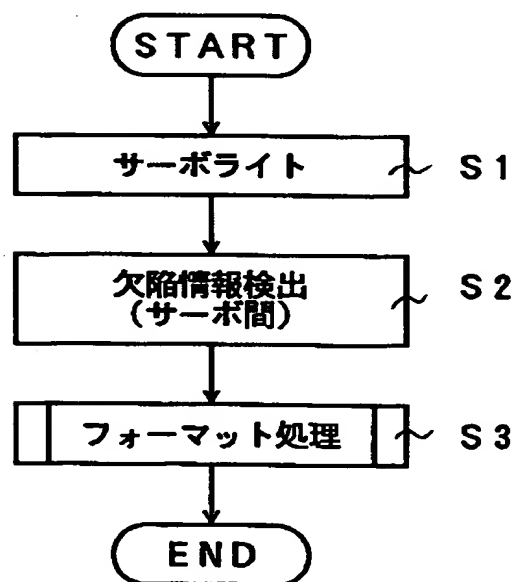 START
サーボライト
S1
欠陥情報検出
(サーボ間)
S2
フォーマット処理
S3
END